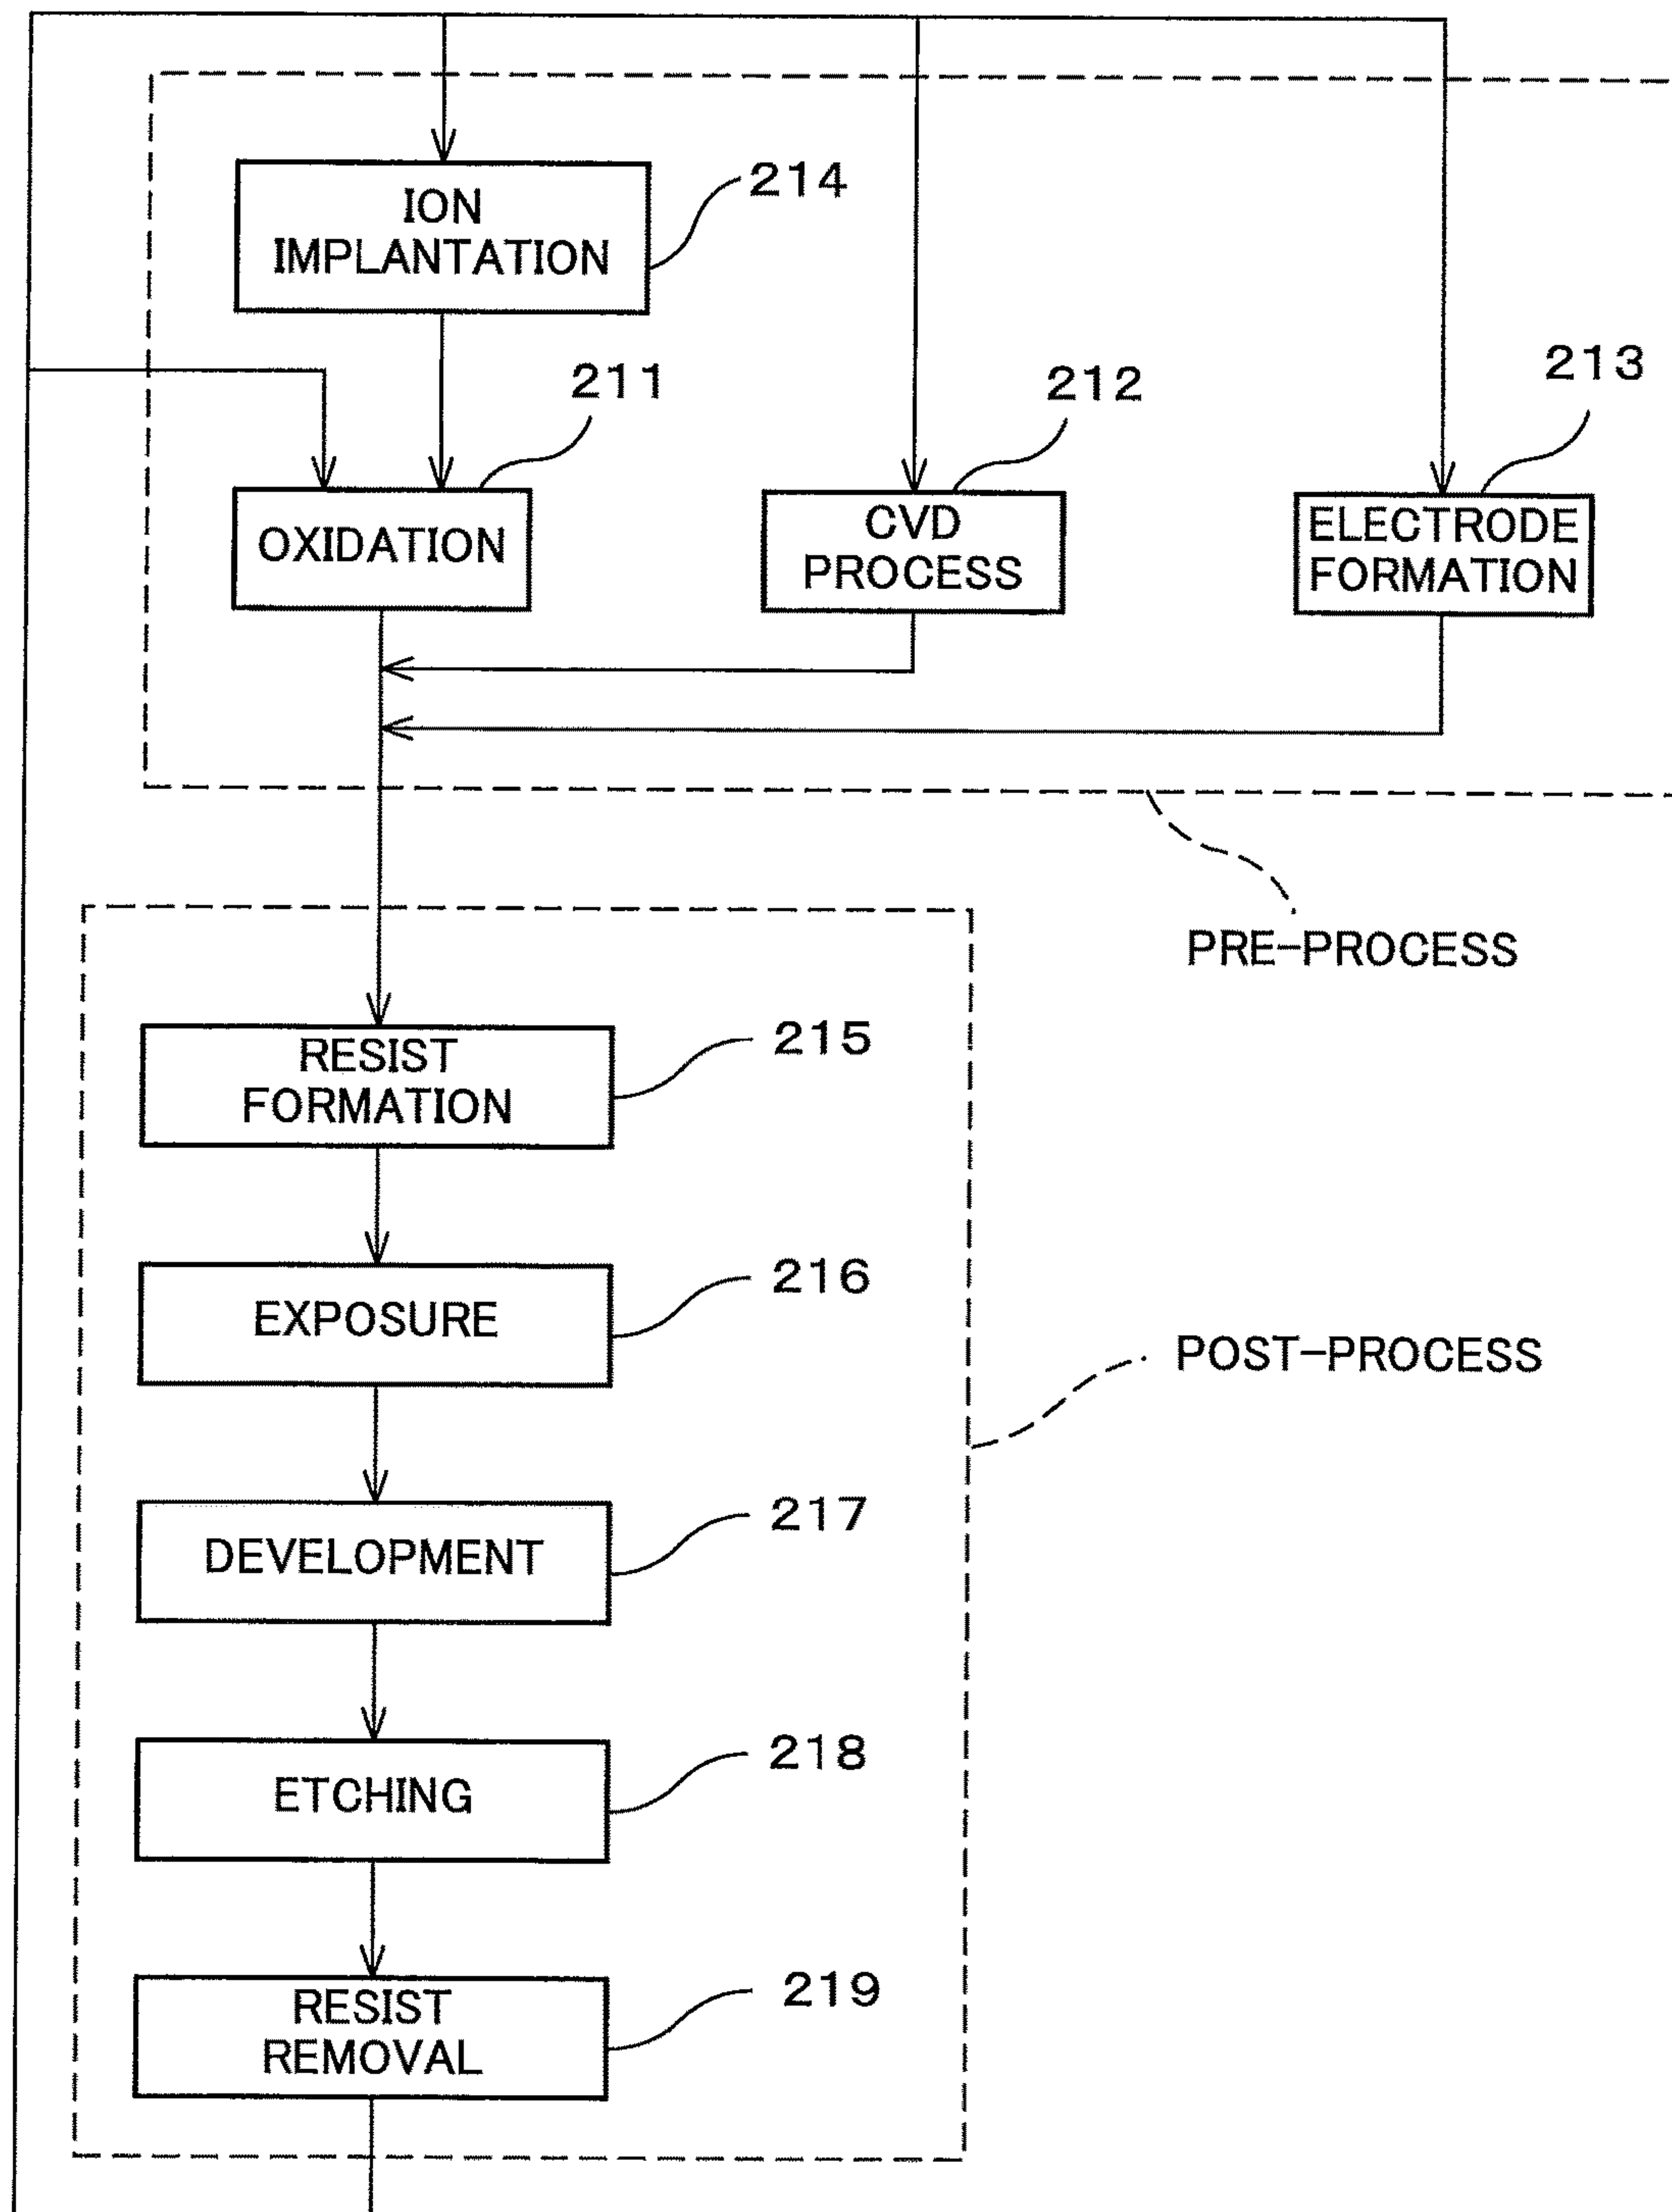 214
ION
IMPLANTATION
211
212
213
OXIDATION
CVD
PROCESS
ELECTRODE
FORMATION
PRE-PROCESS
215
RESIST
FORMATION
216
EXPOSURE
POST-PROCESS
217
DEVELOPMENT
218
ETCHING
219
RESIST
REMOVAL